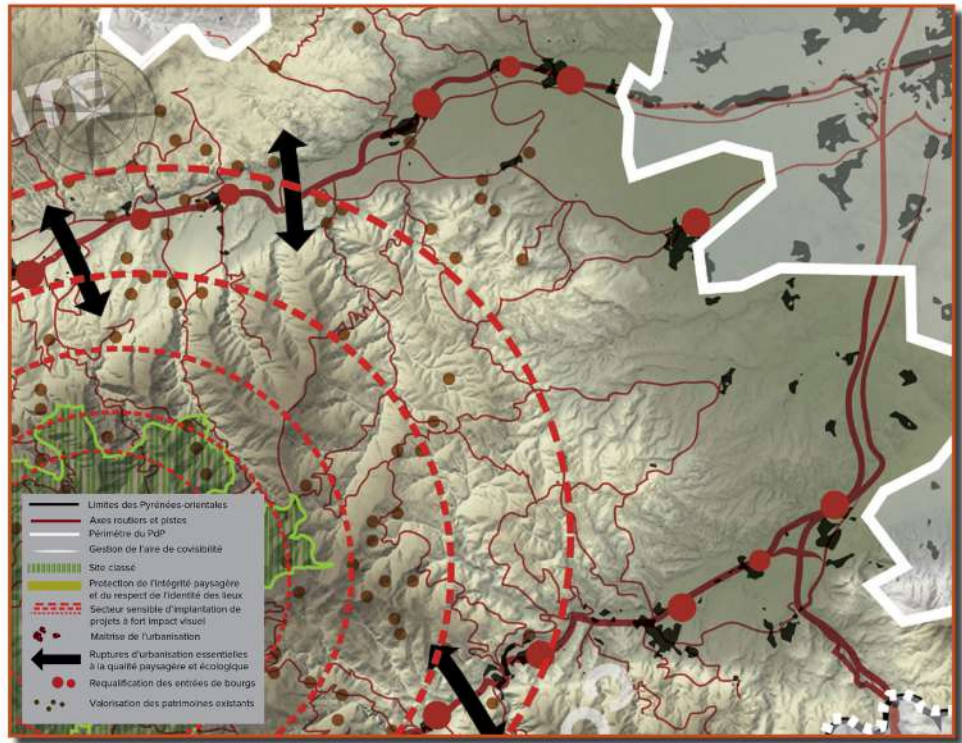 ITE
Limites des Pyrénées-orientales
Axes routiers et pistes
Périmètre du PdP
Gestion de l'aire de covisibilité
Site classé
Protection de l'intégrité paysagère
et du respect de l'identité des lieux
Secteur sensible d'implantation de
projets à fort impact visuel
Maîtrise de l'urbanisation
Ruptures d'urbanisation essentielles
à la qualité paysagère et écologique
Requalification des entrées de bourgs
Valorisation des patrimoines existants